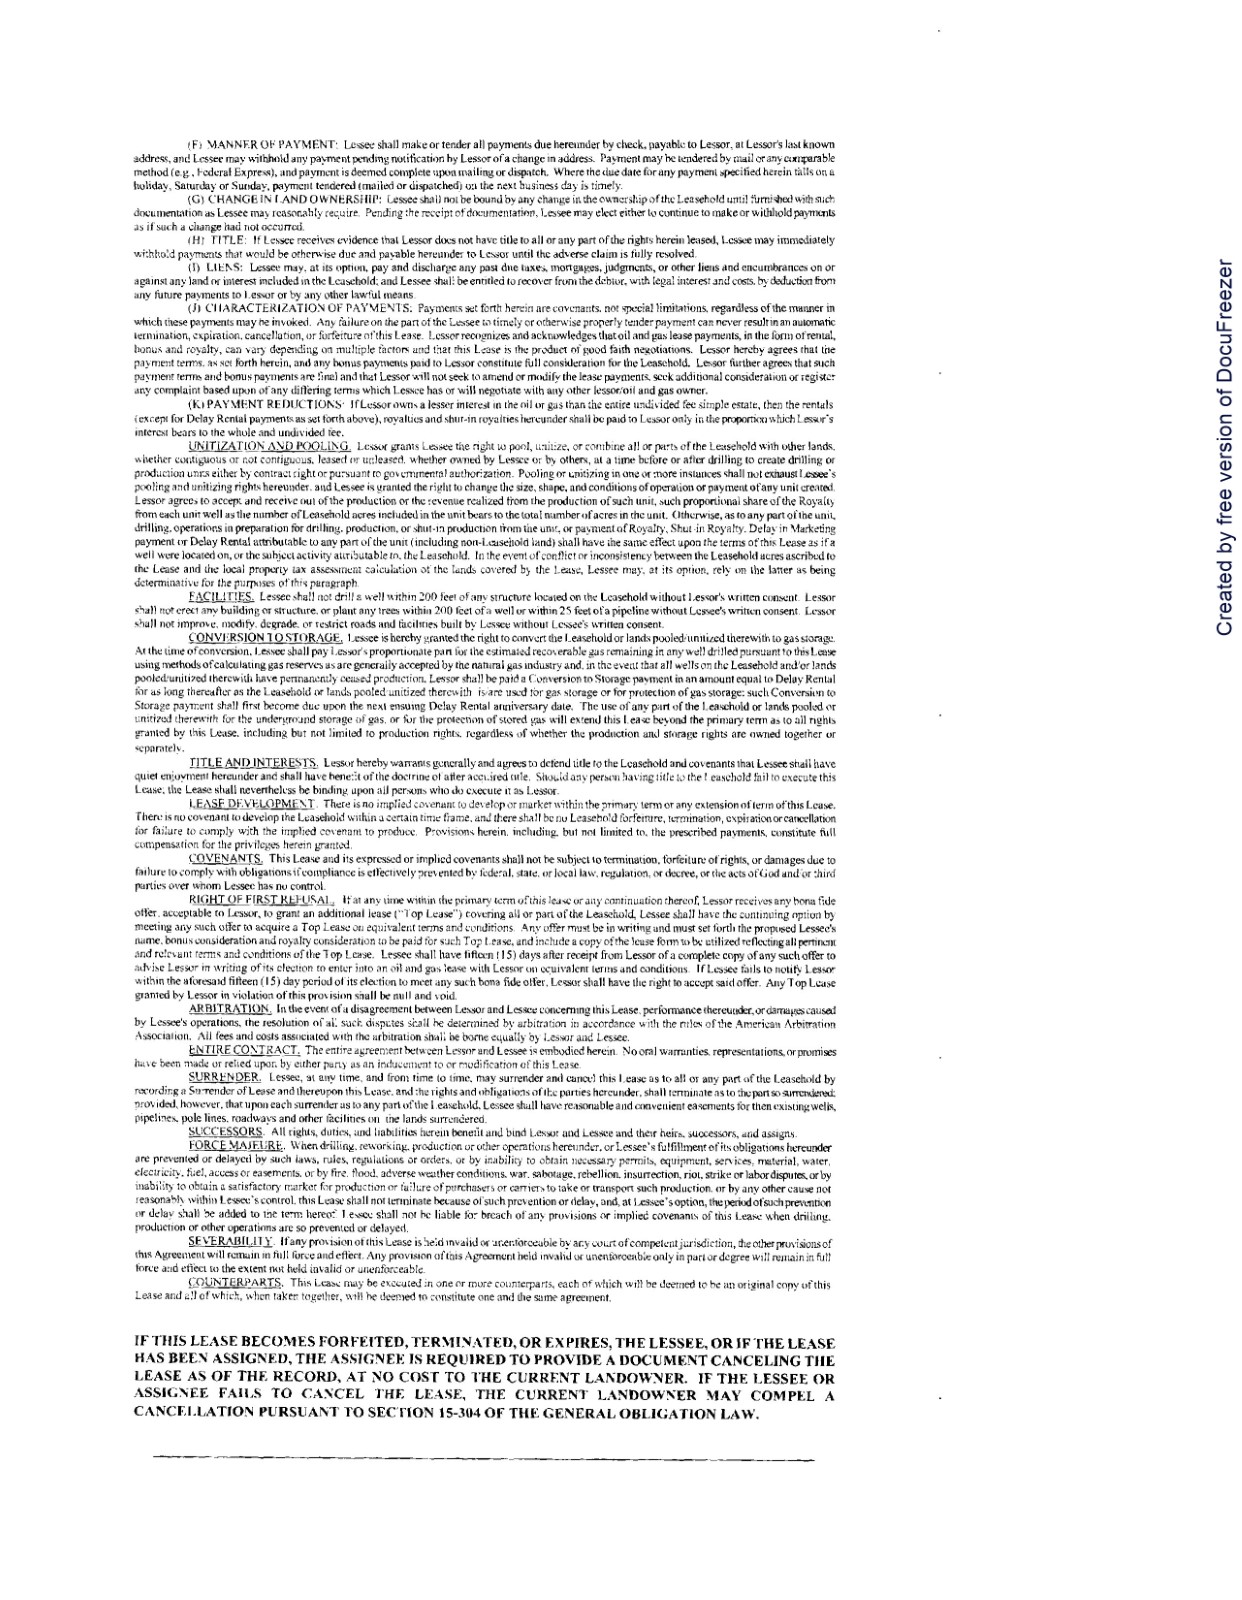 (F) MANNER OF PAYMENT: Lessee shall make or tender all payments due hereunder by check, payable to Lessor, at Lessor's last known
address, and Lessee may withhold any payment pending notification by Lessor of a change in address. Payment may be tendered by mail or any comparable
method (e.g., Federal Express), and payment is deemed complete upon mailing or dispatch. Where the due date for any payment specified herein falls on a
holiday, Saturday or Sunday, payment tendered (mailed or dispatched) on the next business day is timely.
(G) CHANGE IN LAND OWNERSHIP: Lessee shall not be bound by any change in the ownership of the Leasehold until furnished with such
documentation as Lessee may reasonably require. Pending the receipt of documentation, Lessee may elect either to continue to make or withhold payments
as if such a change had not occurred.
(H) TITLE: If Lessee receives evidence that Lessor does not have title to all or any part of the rights herein leased, Lessee may immediately
withhold payments that would be otherwise due and payable hereunder to Lessor until the adverse claim is fully resolved.
(I) LIENS: Lessee may, at its option, pay and discharge any past due taxes, mortgages, judgments, or other liens and encumbrances on or
against any land or interest included in the Leasehold; and Lessee shall be entitled to recover from the debtor, with legal interest and costs, by deduction from
any future payments to Lessor or by any other lawful means.
(J) CHARACTERIZATION OF PAYMENTS: Payments set forth herein are covenants, not special limitations, regardless of the manner in
which these payments may be invoked. Any failure on the part of the Lessee to timely or otherwise properly tender payment can never result in an automatic
termination, expiration, cancellation, or forfeiture of this Lease. Lessor recognizes and acknowledges that oil and gas lease payments, in the form of rental,
bonus and royalty, can vary depending on multiple factors and that this Lease is the product of good faith negotiations. Lessor hereby agrees that the
payment terms, as set forth herein, and any bonus payments paid to Lessor constitute full consideration for the Leasehold. Lessor further agrees that such
payment terms and bonus payments are final and that Lessor will not seek to amend or modify the lease payments, seek additional consideration or register
any complaint based upon of any differing terms which Lessee has or will negotiate with any other lessor/oil and gas owner.
(K) PAYMENT REDUCTIONS: If Lessor owns a lesser interest in the oil or gas than the entire undivided fee simple estate, then the rentals
(except for Delay Rental payments as set forth above), royalties and shut-in royalties hereunder shall be paid to Lessor only in the proportion which Lessor's
interest bears to the whole and undivided fee.
UNITIZATION AND POOLING. Lessor grants Lessee the right to pool, unitize, or combine all or parts of the Leasehold with other lands,
whether contiguous or not contiguous, leased or unleased, whether owned by Lessee or by others, at a time before or after drilling to create drilling or
production units either by contract right or pursuant to governmental authorization. Pooling or unitizing in one or more instances shall not exhaust Lessee's
pooling and unitizing rights hereunder, and Lessee is granted the right to change the size, shape, and conditions of operation or payment of any unit created.
Lessor agrees to accept and receive out of the production or the revenue realized from the production of such unit, such proportional share of the Royalty
from each unit well as the number of Leasehold acres included in the unit bears to the total number of acres in the unit. Otherwise, as to any part of the unit,
drilling, operations in preparation for drilling, production, or shut-in production from the unit, or payment of Royalty, Shut-in Royalty, Delay in Marketing
payment or Delay Rental attributable to any part of the unit (including non-Leasehold land) shall have the same effect upon the terms of this Lease as if a
well were located on, or the subject activity attributable to, the Leasehold. In the event of conflict or inconsistency between the Leasehold acres ascribed to
the Lease and the local property tax assessment calculation of the lands covered by the Lease, Lessee may, at its option, rely on the latter as being
determinative for the purposes of this paragraph.
FACILITIES. Lessee shall not drill a well within 200 feet of any structure located on the Leasehold without Lessor's written consent. Lessor
shall not erect any building or structure, or plant any trees within 200 feet of a well or within 25 feet of a pipeline without Lessee's written consent. Lessor
shall not improve, modify, degrade, or restrict roads and facilities built by Lessee without Lessee's written consent.
CONVERSION TO STORAGE. Lessee is hereby granted the right to convert the Leasehold or lands pooled/unitized therewith to gas storage.
At the time of conversion, Lessee shall pay Lessor's proportionate part for the estimated recoverable gas remaining in any well drilled pursuant to this Lease
using methods of calculating gas reserves as are generally accepted by the natural gas industry and, in the event that all wells on the Leasehold and/or lands
pooled/unitized therewith have permanently ceased production, Lessor shall be paid a Conversion to Storage payment in an amount equal to Delay Rental
for as long thereafter as the Leasehold or lands pooled/unitized therewith is/are used for gas storage or for protection of gas storage; such Conversion to
Storage payment shall first become due upon the next ensuing Delay Rental anniversary date. The use of any part of the Leasehold or lands pooled or
unitized therewith for the underground storage of gas, or for the protection of stored gas will extend this Lease beyond the primary term as to all rights
granted by this Lease, including but not limited to production rights, regardless of whether the production and storage rights are owned together or
separately.
TITLE AND INTERESTS. Lessor hereby warrants generally and agrees to defend title to the Leasehold and covenants that Lessee shall have
quiet enjoyment hereunder and shall have benefit of the doctrine of after acquired title. Should any person having title to the Leasehold fail to execute this
Lease, the Lease shall nevertheless be binding upon all persons who do execute it as Lessor.
LEASE DEVELOPMENT. There is no implied covenant to develop or market within the primary term or any extension of term of this Lease.
There is no covenant to develop the Leasehold within a certain time frame, and there shall be no Leasehold forfeiture, termination, expiration or cancellation
for failure to comply with the implied covenant to produce. Provisions herein, including, but not limited to, the prescribed payments, constitute full
compensation for the privileges herein granted.
COVENANTS. This Lease and its expressed or implied covenants shall not be subject to termination, forfeiture of rights, or damages due to
failure to comply with obligations if compliance is effectively prevented by federal, state, or local law, regulation, or decree, or the acts of God and/or third
parties over whom Lessee has no control.
RIGHT OF FIRST REFUSAL. If at any time within the primary term of this lease or any continuation thereof, Lessor receives any bona fide
offer, acceptable to Lessor, to grant an additional lease ("Top Lease") covering all or part of the Leasehold, Lessee shall have the continuing option by
meeting any such offer to acquire a Top Lease on equivalent terms and conditions. Any offer must be in writing and must set forth the proposed Lessee's
name, bonus consideration and royalty consideration to be paid for such Top Lease, and include a copy of the lease form to be utilized reflecting all pertinent
and relevant terms and conditions of the Top Lease. Lessee shall have fifteen (15) days after receipt from Lessor of a complete copy of any such offer to
advise Lessor in writing of its election to enter into an oil and gas lease with Lessor on equivalent terms and conditions. If Lessee fails to notify Lessor
within the aforesaid fifteen (15) day period of its election to meet any such bona fide offer, Lessor shall have the right to accept said offer. Any Top Lease
granted by Lessor in violation of this provision shall be null and void.
ARBITRATION. In the event of a disagreement between Lessor and Lessee concerning this Lease, performance thereunder, or damages caused
by Lessee's operations, the resolution of all such disputes shall be determined by arbitration in accordance with the rules of the American Arbitration
Association. All fees and costs associated with the arbitration shall be borne equally by Lessor and Lessee.
ENTIRE CONTRACT. The entire agreement between Lessor and Lessee is embodied herein. No oral warranties, representations, or promises
have been made or relied upon by either party as an inducement to or modification of this Lease.
SURRENDER. Lessee, at any time, and from time to time, may surrender and cancel this Lease as to all or any part of the Leasehold by
recording a Surrender of Lease and thereupon this Lease, and the rights and obligations of the parties hereunder, shall terminate as to the part so surrendered;
provided, however, that upon each surrender as to any part of the Leasehold, Lessee shall have reasonable and convenient easements for then existing wells,
pipelines, pole lines, roadways and other facilities on the lands surrendered.
SUCCESSORS. All rights, duties, and liabilities herein benefit and bind Lessor and Lessee and their heirs, successors, and assigns.
FORCE MAJEURE. When drilling, reworking, production or other operations hereunder, or Lessee's fulfillment of its obligations hereunder
are prevented or delayed by such laws, rules, regulations or orders, or by inability to obtain necessary permits, equipment, services, material, water,
electricity, fuel, access or easements, or by fire, flood, adverse weather conditions, war, sabotage, rebellion, insurrection, riot, strike or labor disputes, or by
inability to obtain a satisfactory market for production or failure of purchasers or carriers to take or transport such production, or by any other cause not
reasonably within Lessee's control, this Lease shall not terminate because of such prevention or delay, and, at Lessee's option, the period of such prevention
or delay shall be added to the term hereof. Lessee shall not be liable for breach of any provisions or implied covenants of this Lease when drilling,
production or other operations are so prevented or delayed.
SEVERABILITY. If any provision of this Lease is held invalid or unenforceable by any court of competent jurisdiction, the other provisions of
this Agreement will remain in full force and effect. Any provision of this Agreement held invalid or unenforceable only in part or degree will remain in full
force and effect to the extent not held invalid or unenforceable.
COUNTERPARTS. This Lease may be executed in one or more counterparts, each of which will be deemed to be an original copy of this
Lease and all of which, when taken together, will be deemed to constitute one and the same agreement.
IF THIS LEASE BECOMES FORFEITED, TERMINATED, OR EXPIRES, THE LESSEE, OR IF THE LEASE
HAS BEEN ASSIGNED, THE ASSIGNEE IS REQUIRED TO PROVIDE A DOCUMENT CANCELING THE
LEASE AS OF THE RECORD, AT NO COST TO THE CURRENT LANDOWNER. IF THE LESSEE OR
ASSIGNEE FAILS TO CANCEL THE LEASE, THE CURRENT LANDOWNER MAY COMPEL A
CANCELLATION PURSUANT TO SECTION 15-304 OF THE GENERAL OBLIGATION LAW.
Created by free version of DocuFreezer